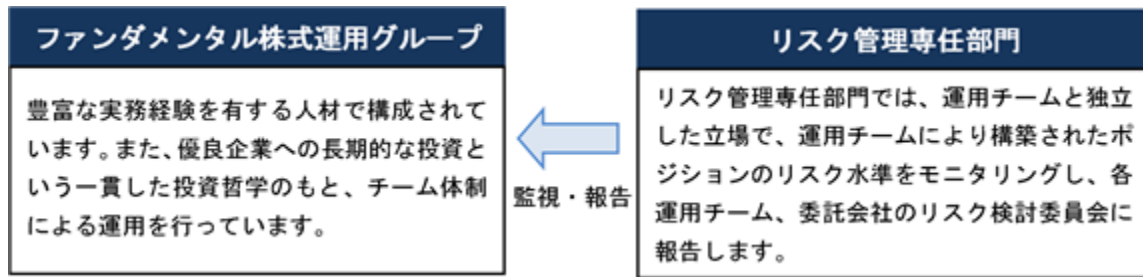 ファンダメンタル株式運用グループ
豊富な実務経験を有する人材で構成されて
います。また、優良企業への長期的な投資と
いう一貫した投資哲学のもと、チーム体制
による運用を行っています。
監視・報告
リスク管理専任部門
リスク管理専任部門では、運用チームと独立
した立場で、運用チームにより構築されたポ
ジションのリスク水準をモニタリングし、各
運用チーム、委託会社のリスク検討委員会に
報告します。